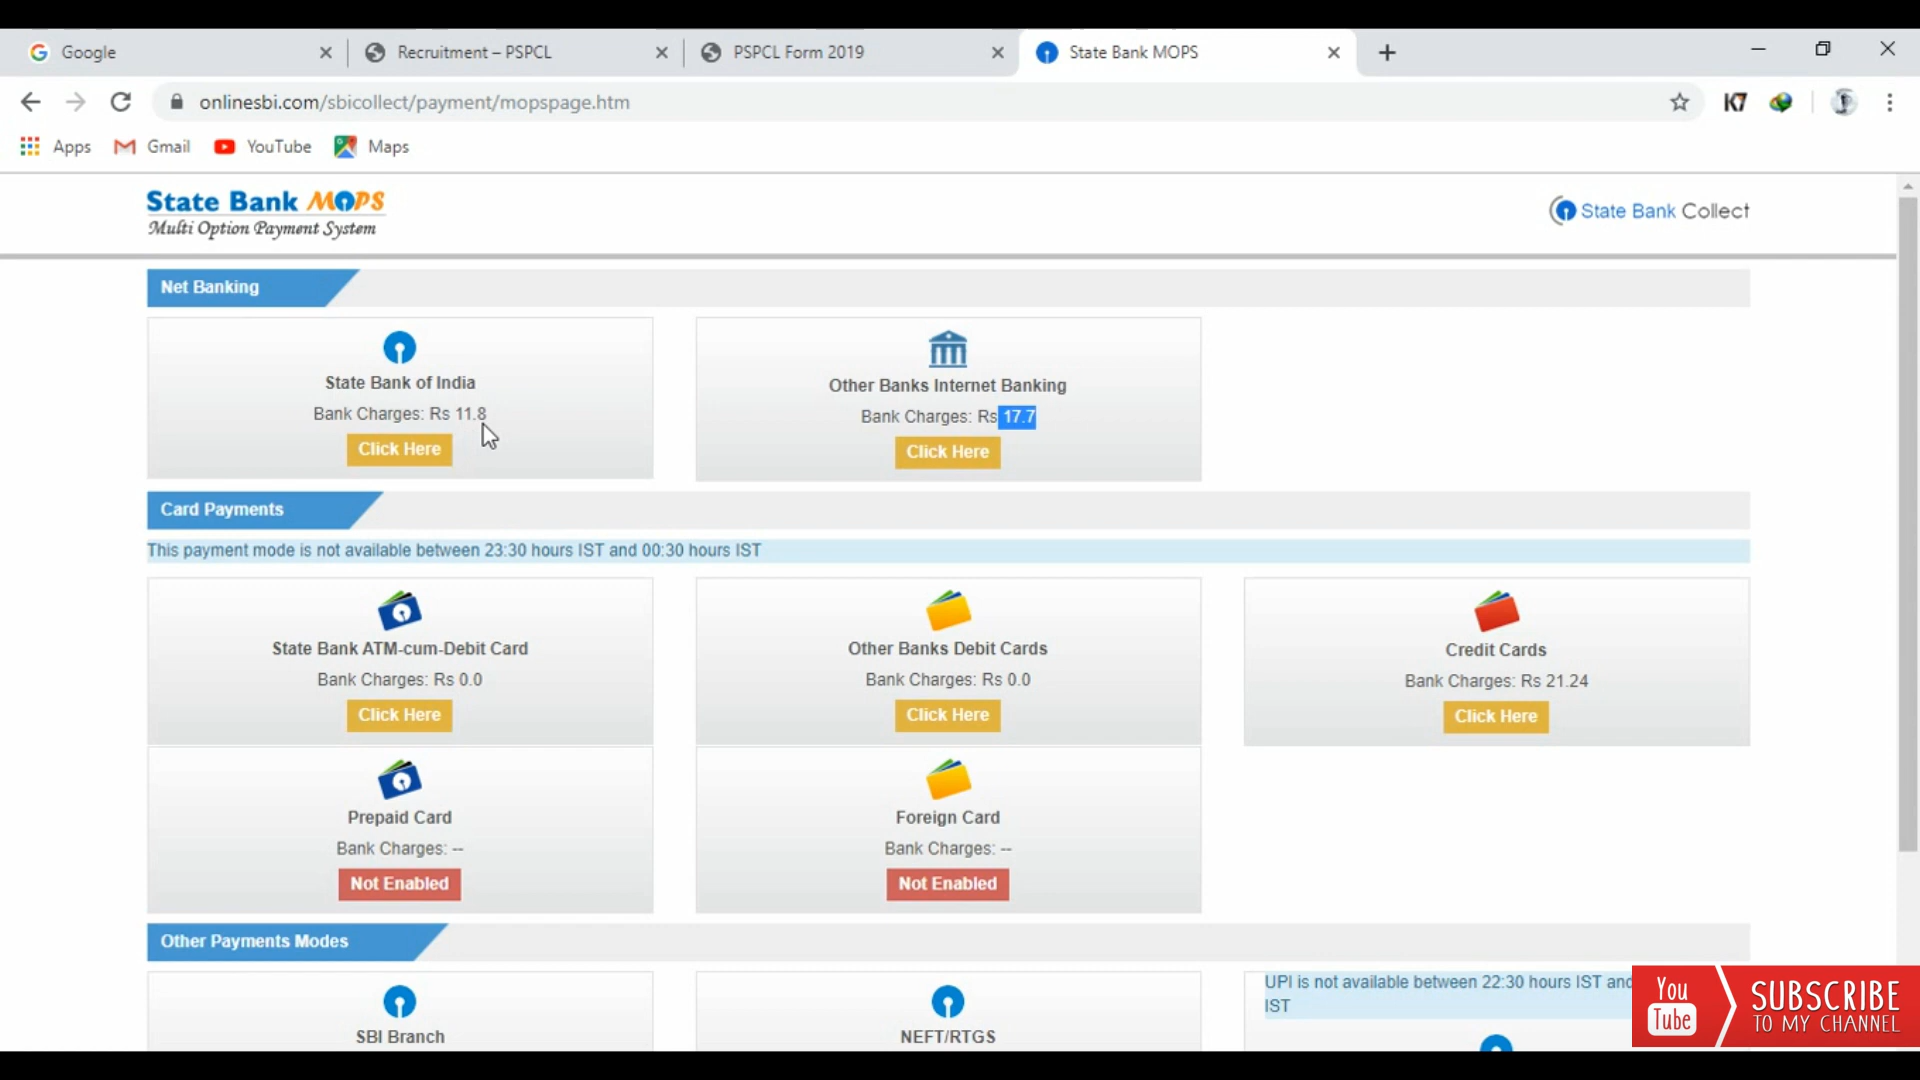 Google
Recruitment – PSPCL
PSPCL Form 2019
State Bank MOPS
onlinesbi.com/sbicollect/payment/mopspage.htm
K7
Apps
Gmail
YouTube
Maps
State Bank MOPS
Multi Option Payment System
State Bank Collect
Net Banking
State Bank of India
Bank Charges: Rs 11.8
Click Here
Other Banks Internet Banking
Bank Charges: Rs 17.7
Click Here
Card Payments
This payment mode is not available between 23:30 hours IST and 00:30 hours IST
State Bank ATM-cum-Debit Card
Bank Charges: Rs 0.0
Click Here
Other Banks Debit Cards
Bank Charges: Rs 0.0
Click Here
Credit Cards
Bank Charges: Rs 21.24
Click Here
Prepaid Card
Bank Charges: --
Not Enabled
Foreign Card
Bank Charges: --
Not Enabled
Other Payments Modes
SBI Branch
NEFT/RTGS
UPI is not available between 22:30 hours IST and
IST
You
Tube
SUBSCRIBE
TO MY CHANNEL